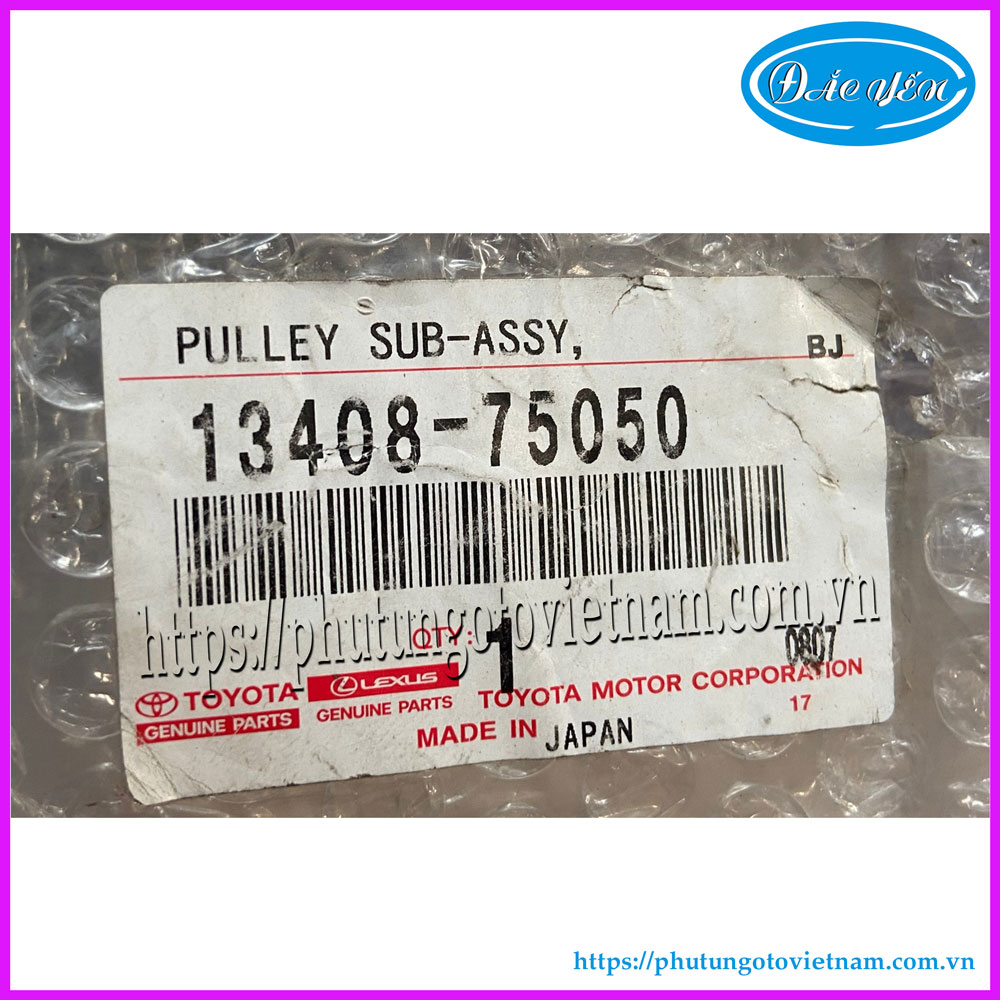 ĐẮC YẾN
PULLEY SUB-ASSY,
BJ
13408-75050
https://phutungotovietnam.com.vn
QTY: 1
0807
TOYOTA
GENUINE PARTS
LEXUS
GENUINE PARTS
TOYOTA MOTOR CORPORATION
17
MADE IN JAPAN
https://phutungotovietnam.com.vn